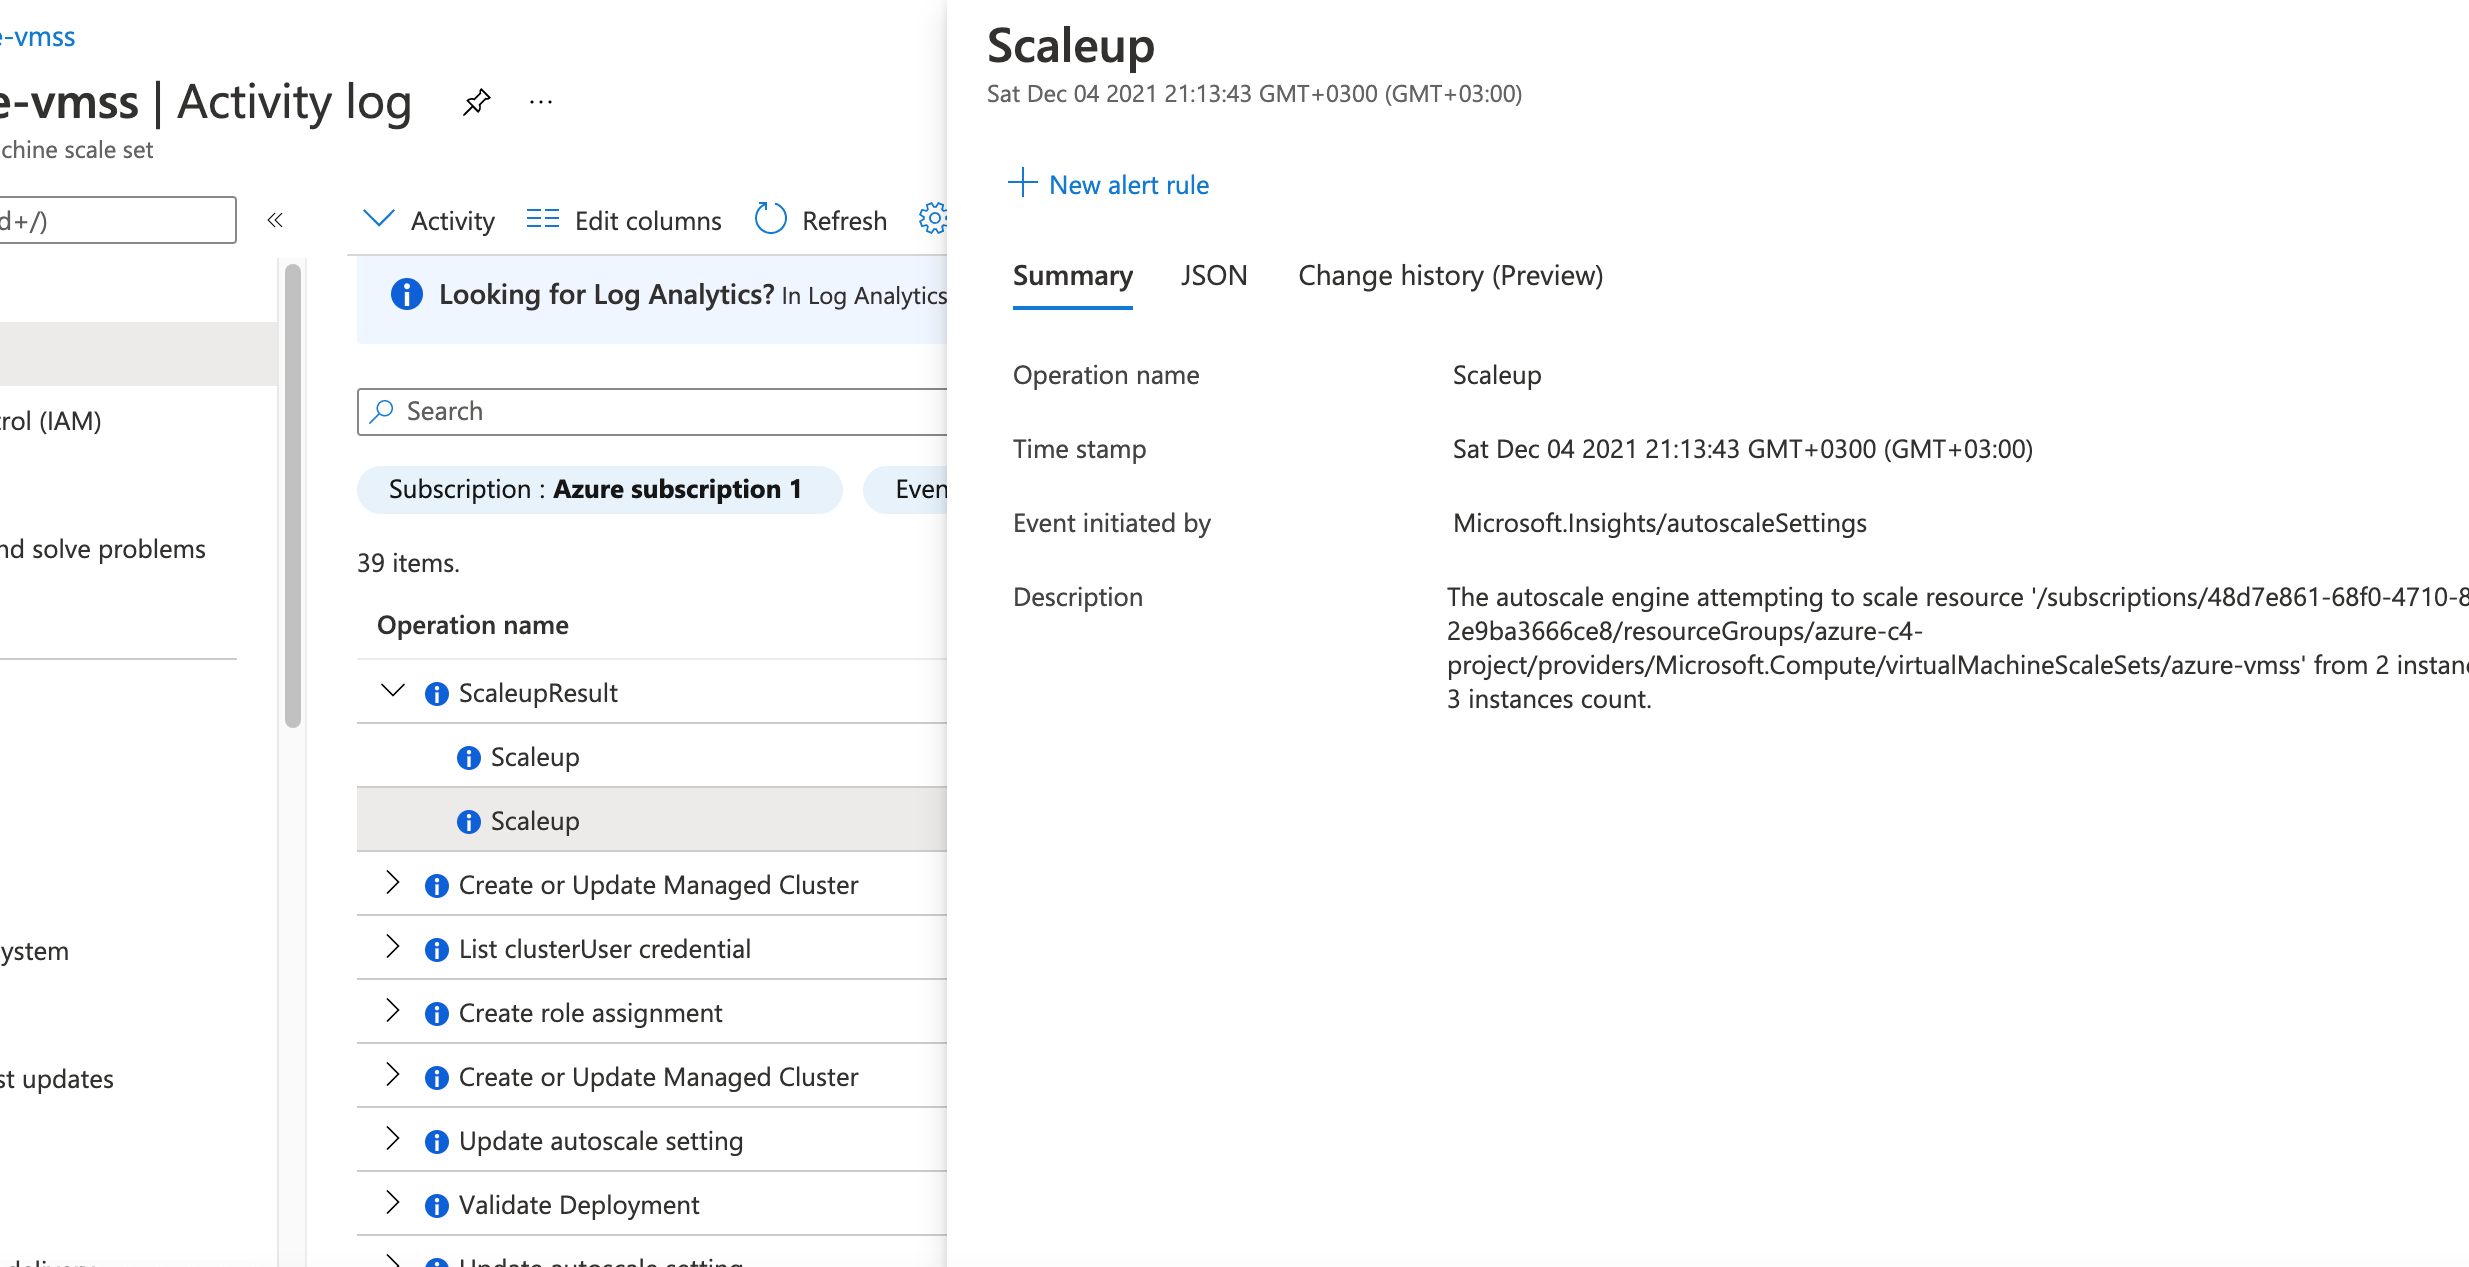 e-vmss
e-vmss | Activity log ...
chine scale set
d+/) «
Activity Edit columns Refresh
Looking for Log Analytics? In Log Analytics
Search
Subscription : Azure subscription 1 Even
39 items.
Operation name
ScaleupResult
Scaleup
Scaleup
Create or Update Managed Cluster
List clusterUser credential
Create role assignment
Create or Update Managed Cluster
Update autoscale setting
Validate Deployment
Update autoscale setting
rol (IAM)
nd solve problems
ystem
st updates
delivery
Scaleup
Sat Dec 04 2021 21:13:43 GMT+0300 (GMT+03:00)
New alert rule
Summary JSON Change history (Preview)
Operation name Scaleup
Time stamp Sat Dec 04 2021 21:13:43 GMT+0300 (GMT+03:00)
Event initiated by Microsoft.Insights/autoscaleSettings
Description The autoscale engine attempting to scale resource '/subscriptions/48d7e861-68f0-4710-8
2e9ba3666ce8/resourceGroups/azure-c4-
project/providers/Microsoft.Compute/virtualMachineScaleSets/azure-vmss' from 2 instanc
3 instances count.